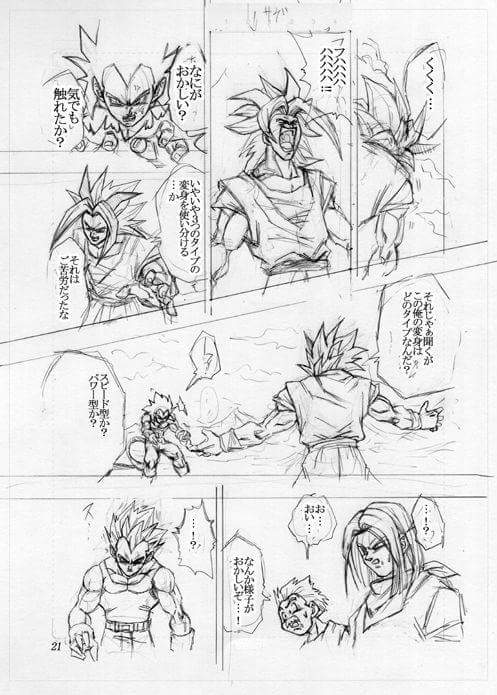 くくく…
フハハハ
ハハハハ!!
なにが
おかしい?
気でも
触れたか?
いやいや3つのタイプの
変身を使い分ける
…か
それは
ご苦労だったな
それじゃぁ聞くが
この俺の変身は
どのタイプなんだ?
スピード型か?
パワー型か?
…!?
お…
おい…
なんか様子が
おかしいぞ…!
…!?
21